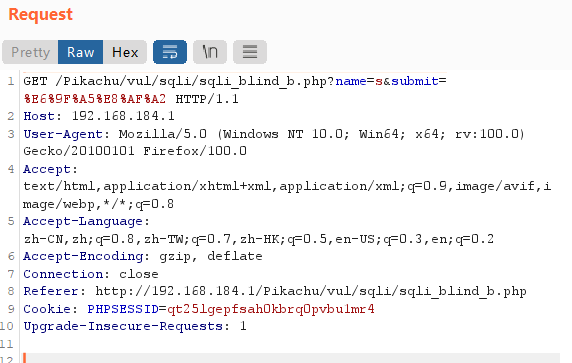 Request
Pretty Raw Hex \n
1 GET /Pikachu/vul/sqli/sqli_blind_b.php?name=s&submit=
%E6%9F%A5%E8%AF%A2 HTTP/1.1
2 Host: 192.168.184.1
3 User-Agent: Mozilla/5.0 (Windows NT 10.0; Win64; x64; rv:100.0)
Gecko/20100101 Firefox/100.0
4 Accept:
text/html,application/xhtml+xml,application/xml;q=0.9,image/avif,i
mage/webp,*/*;q=0.8
5 Accept-Language:
zh-CN,zh;q=0.8,zh-TW;q=0.7,zh-HK;q=0.5,en-US;q=0.3,en;q=0.2
6 Accept-Encoding: gzip, deflate
7 Connection: close
8 Referer: http://192.168.184.1/Pikachu/vul/sqli/sqli_blind_b.php
9 Cookie: PHPSESSID=qt25lgepfsah0kbrq0pvbu1mr4
10 Upgrade-Insecure-Requests: 1
11
12